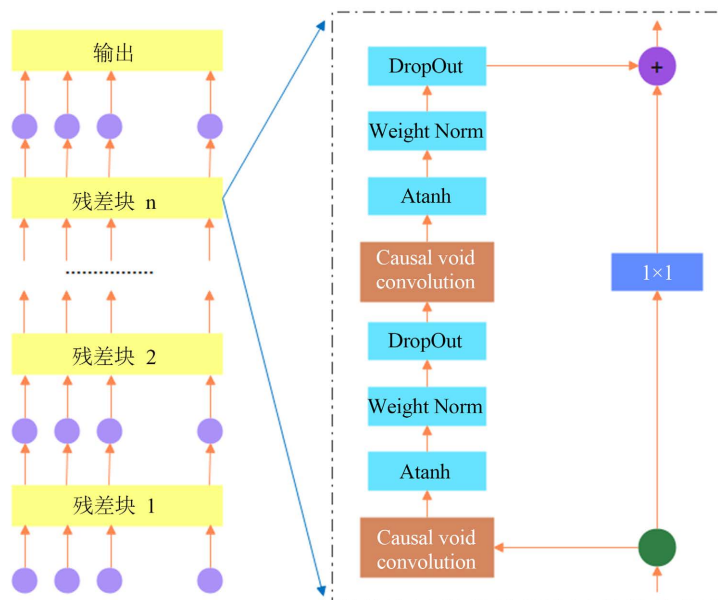 输出
残差块 n
残差块 2
残差块 1
DropOut
+
Weight Norm
Atanh
Causal void
convolution
1×1
DropOut
Weight Norm
Atanh
Causal void
convolution